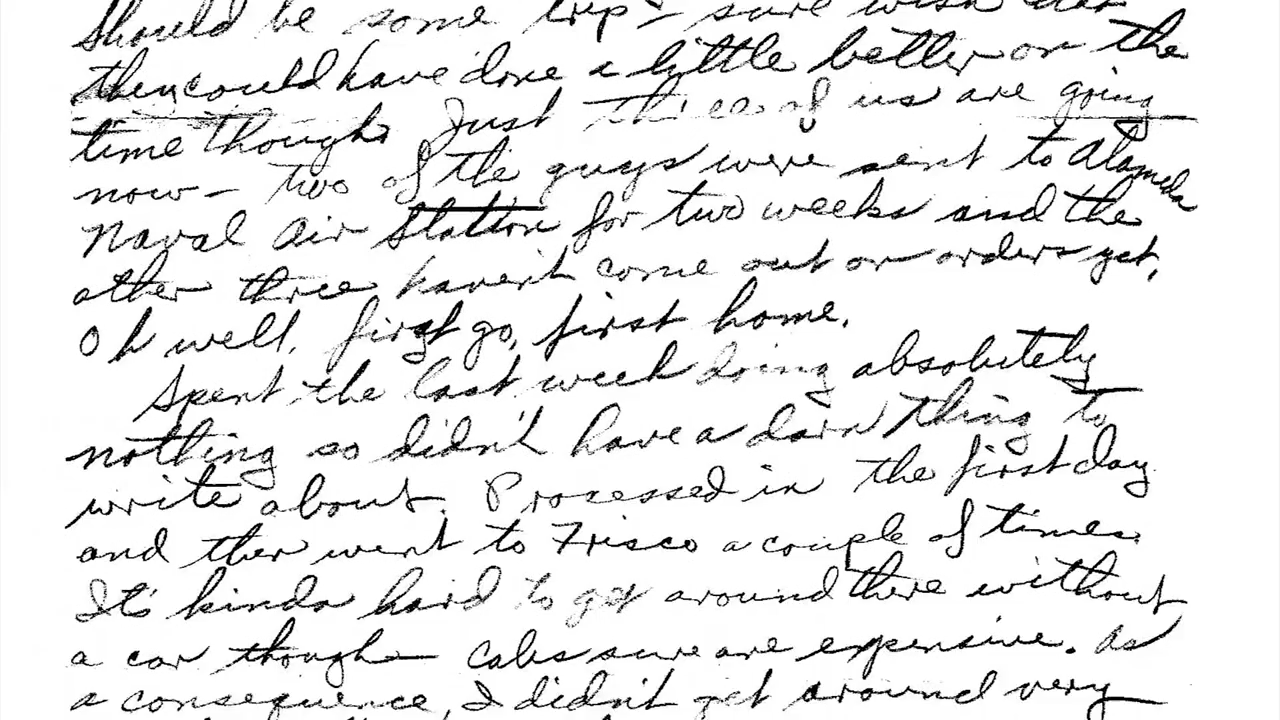 should be some trip - sure wish
they could have done a little better on the
time though. Just three of us are going
now - two of the guys were sent to Alameda
Naval Air Station for two weeks and the
other three haven't come out on orders yet.
Oh well, first go, first home.
Spent the last week doing absolutely
nothing so didn't have a darn thing to
write about. Processed in the first day
and then went to Frisco a couple of times.
It's kinda hard to get around there without
a car though - cabs sure are expensive. As
a consequence, I didn't get around very